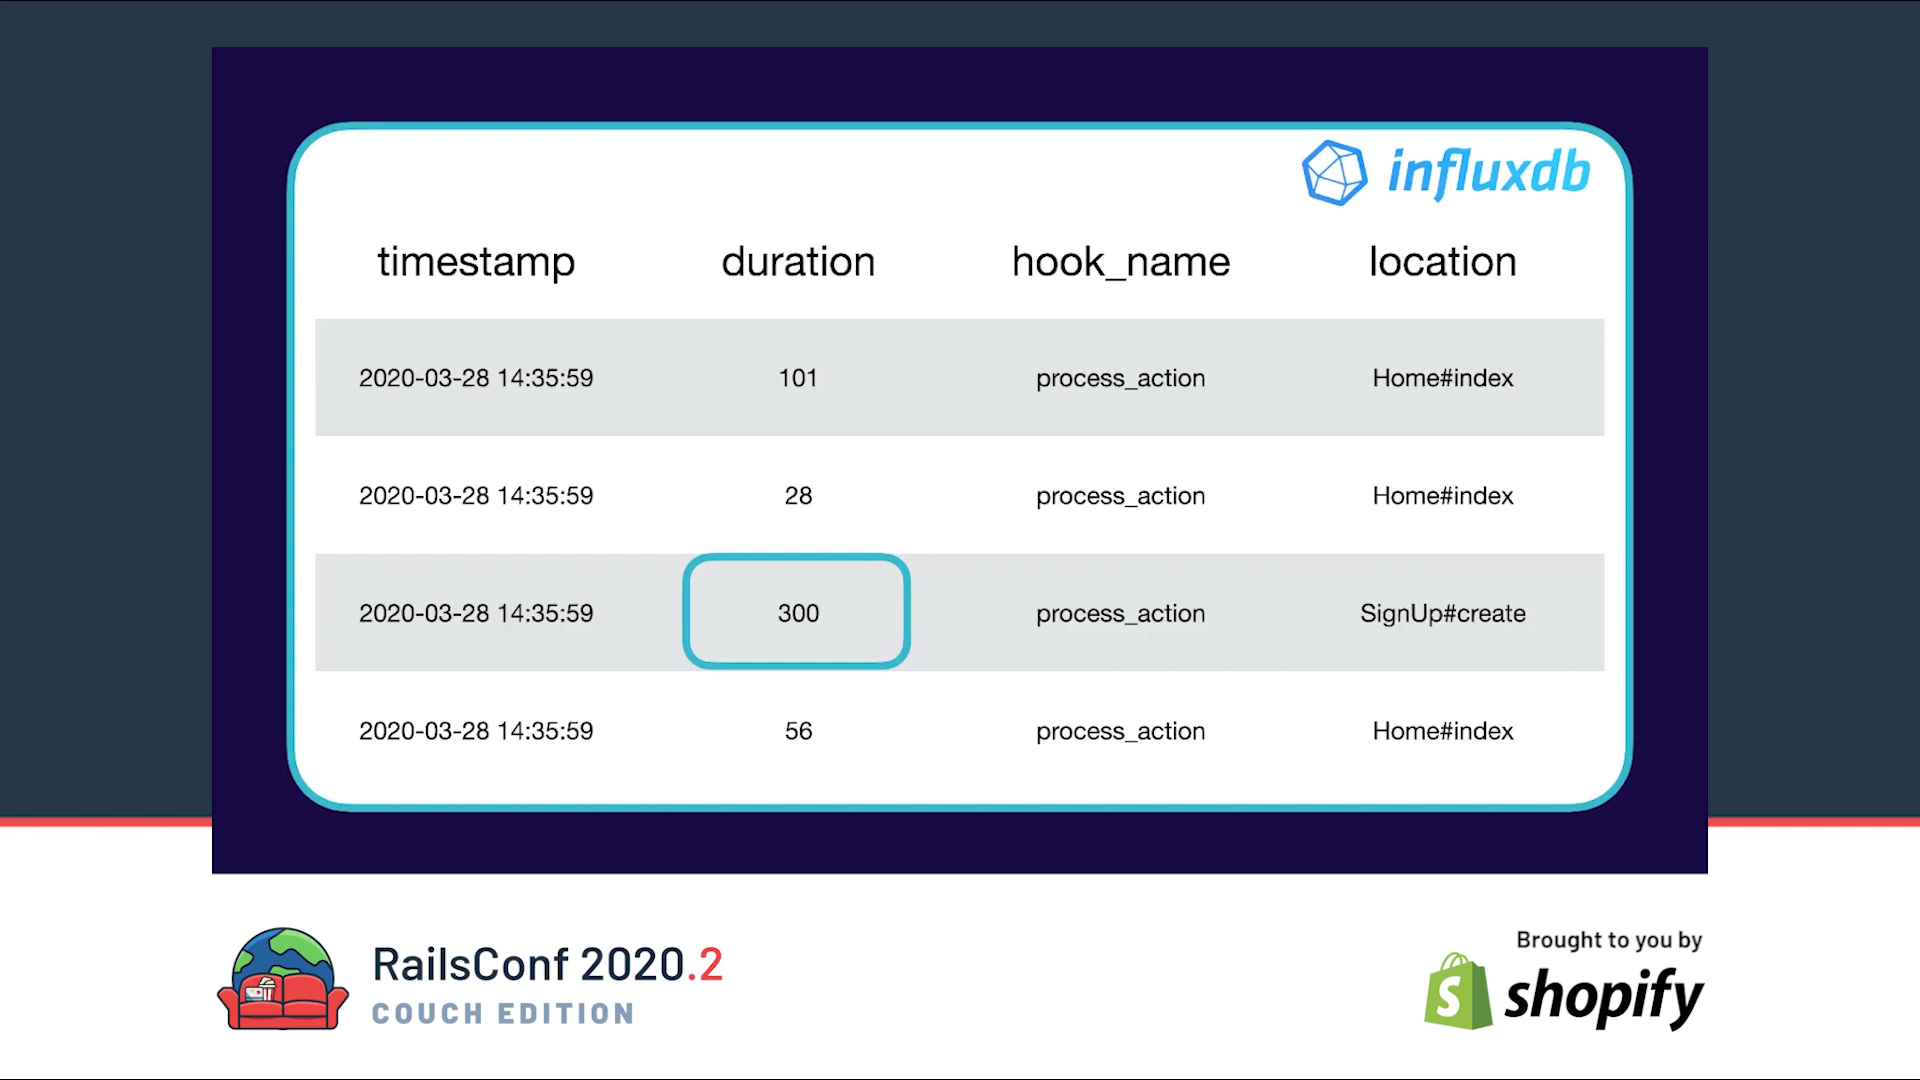 influxdb
timestamp duration hook_name location
2020-03-28 14:35:59 101 process_action Home#index
2020-03-28 14:35:59 28 process_action Home#index
2020-03-28 14:35:59 300 process_action SignUp#create
2020-03-28 14:35:59 56 process_action Home#index
RailsConf 2020.2
COUCH EDITION
Brought to you by
S shopify